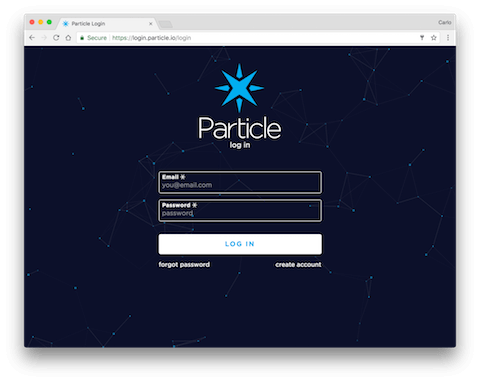 Particle Login
Carlo
Secure https://login.particle.io/login
Particle
log in
Email *
you@email.com
Password *
password
LOG IN
forgot password create account